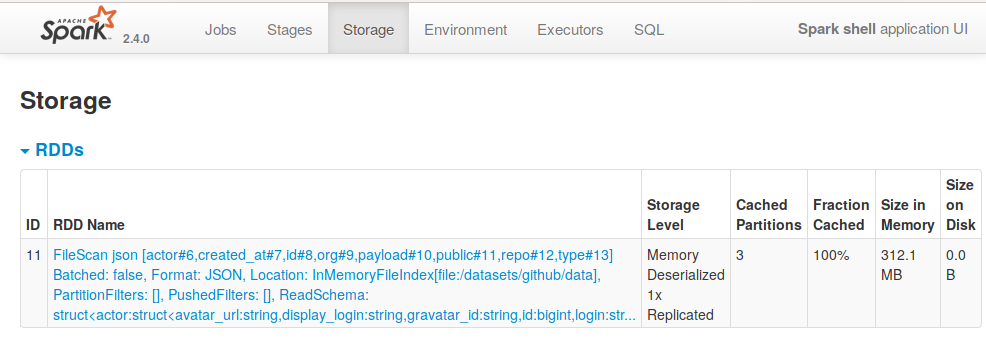 APACHE
Spark 2.4.0 Jobs Stages Storage Environment Executors SQL Spark shell application UI
Storage
RDDs
ID RDD Name Storage Level Cached Partitions Fraction Cached Size in Memory Size on Disk
11 FileScan json [actor#6,created_at#7,id#8,org#9,payload#10,public#11,repo#12,type#13] Memory 3 100% 312.1 0.0
Batched: false, Format: JSON, Location: InMemoryFileIndex[file:/datasets/github/data], Deserialized MB B
PartitionFilters: [], PushedFilters: [], ReadSchema: 1x
struct<actor:struct<avatar_url:string,display_login:string,gravatar_id:string,id:bigint,login:str... Replicated